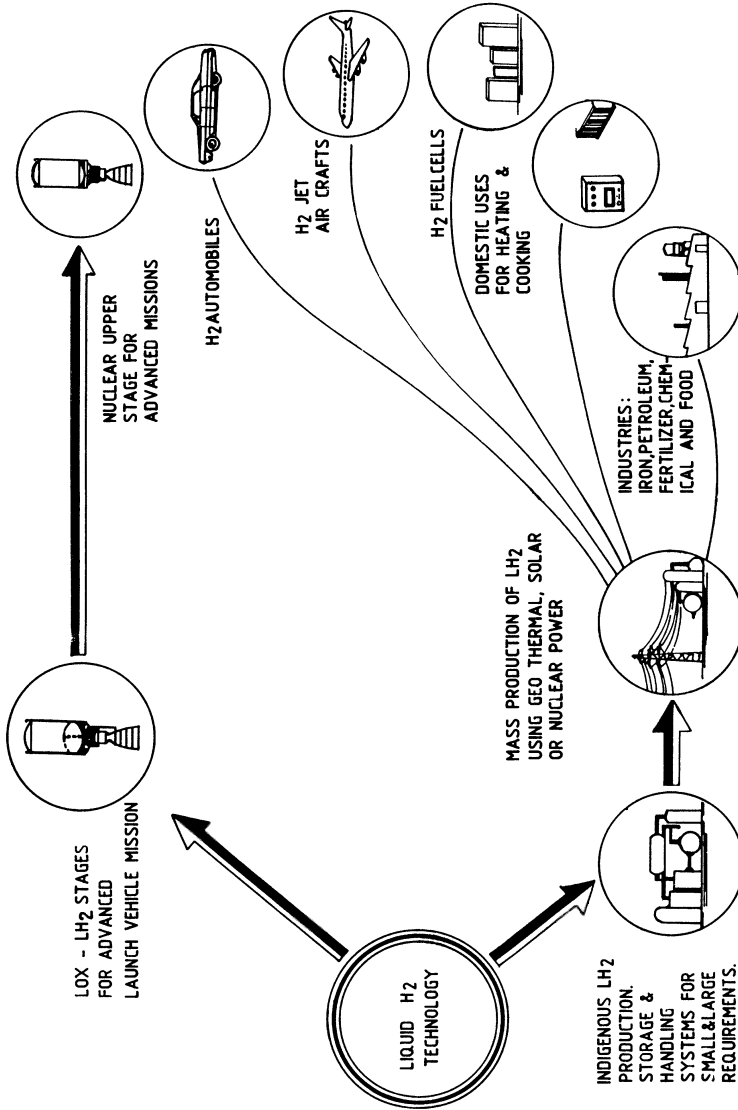 LIQUID H2
TECHNOLOGY
LOX - LH2 STAGES
FOR ADVANCED
LAUNCH VEHICLE MISSION
NUCLEAR UPPER
STAGE FOR
ADVANCED MISSIONS
INDIGENOUS LH2
PRODUCTION.
STORAGE &
HANDLING
SYSTEMS FOR
SMALL&LARGE
REQUIREMENTS.
MASS PRODUCTION OF LH2
USING GEO THERMAL, SOLAR
OR NUCLEAR POWER
H2AUTOMOBILES
H2 JET
AIR CRAFTS
H2 FUELCELLS
DOMESTIC USES
FOR HEATING &
COOKING
INDUSTRIES:
IRON,PETROLEUM,
FERTILIZER,CHEM-
ICAL AND FOOD